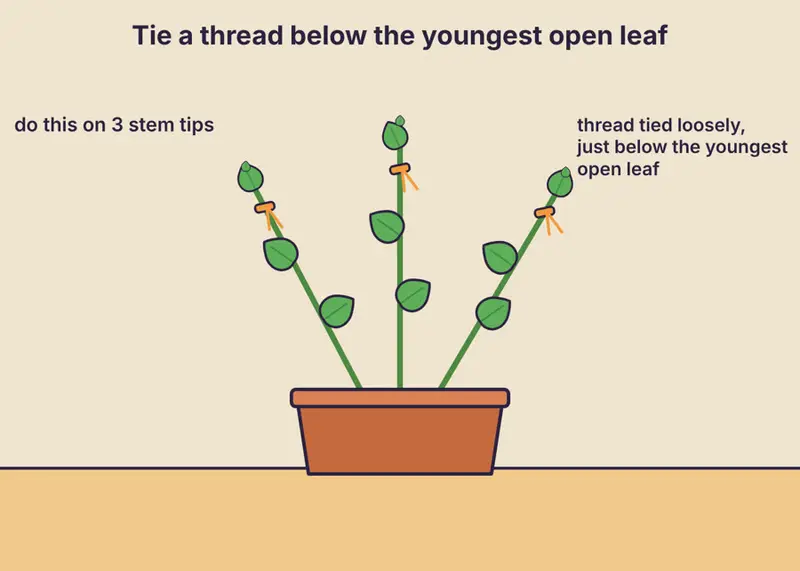 Tie a thread below the youngest open leaf
do this on 3 stem tips
thread tied loosely,
just below the youngest
open leaf